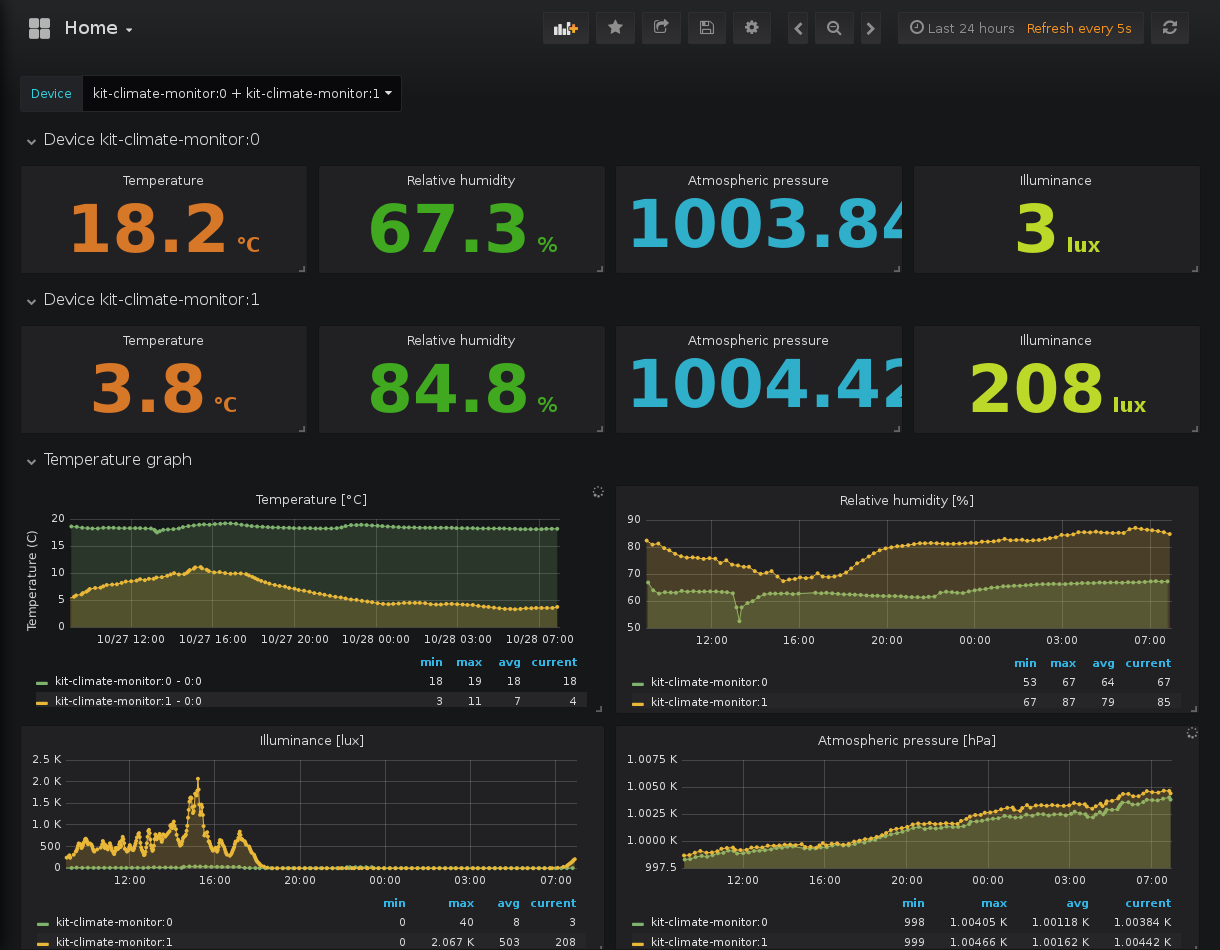 Home
Last 24 hours Refresh every 5s
Device kit-climate-monitor:0 + kit-climate-monitor:1
Device kit-climate-monitor:0
Temperature Relative humidity Atmospheric pressure Illuminance
18.2 °C 67.3 % 1003.84 3 lux
Device kit-climate-monitor:1
Temperature Relative humidity Atmospheric pressure Illuminance
3.8 °C 84.8 % 1004.42 208 lux
Temperature graph
Temperature [°C]
Temperature (C)
20
15
10
5
0
10/27 12:00 10/27 16:00 10/27 20:00 10/28 00:00 10/28 03:00 10/28 07:00
min max avg current
kit-climate-monitor:0 - 0:0 18 19 18 18
kit-climate-monitor:1 - 0:0 3 11 7 4
Relative humidity [%]
90
80
70
60
50
12:00 16:00 20:00 00:00 03:00 07:00
min max avg current
kit-climate-monitor:0 53 67 64 67
kit-climate-monitor:1 67 87 79 85
Illuminance [lux]
2.5 K
2.0 K
1.5 K
1.0 K
500
0
12:00 16:00 20:00 00:00 03:00 07:00
min max avg current
kit-climate-monitor:0 0 40 8 3
kit-climate-monitor:1 0 2.067 K 503 208
Atmospheric pressure [hPa]
1.0075 K
1.0050 K
1.0025 K
1.0000 K
997.5
12:00 16:00 20:00 00:00 03:00 07:00
min max avg current
kit-climate-monitor:0 998 1.00405 K 1.00118 K 1.00384 K
kit-climate-monitor:1 999 1.00466 K 1.00162 K 1.00442 K